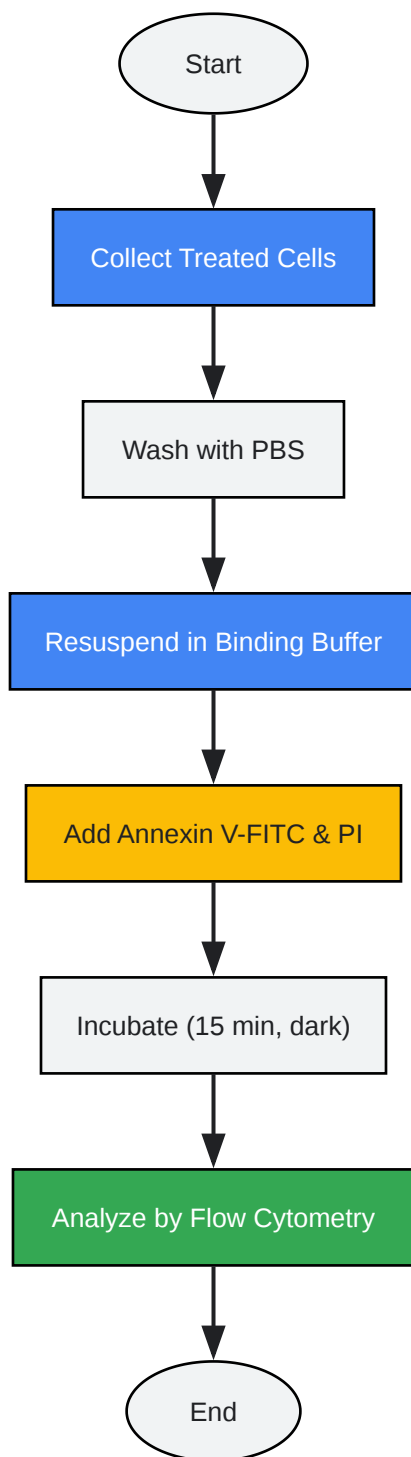 Start
Collect Treated Cells
Wash with PBS
Resuspend in Binding Buffer
Add Annexin V-FITC & PI
Incubate (15 min, dark)
Analyze by Flow Cytometry
End